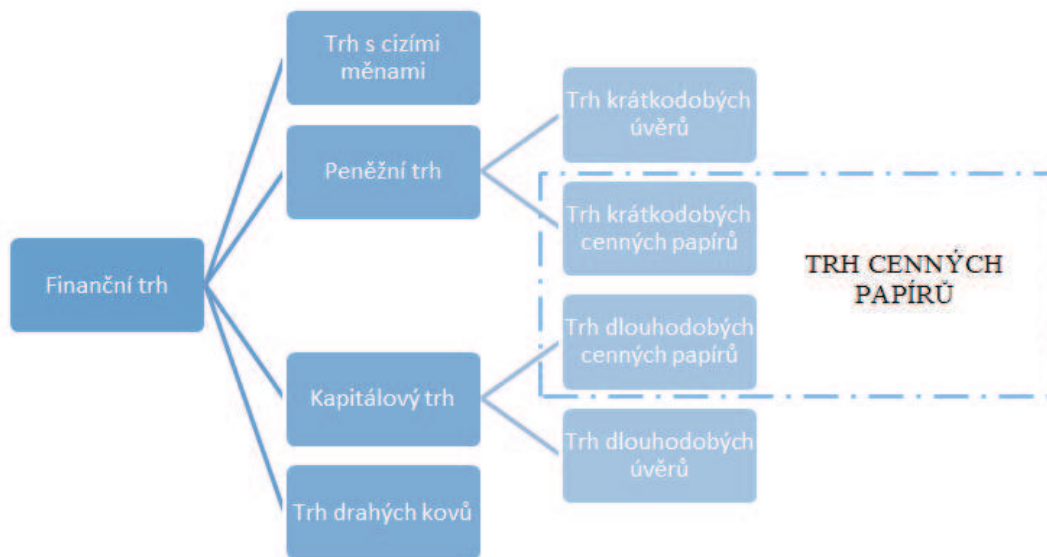 Finanční trh
Trh s cizími
měnami
Peněžní trh
Trh krátkodobých
úvěrů
Trh krátkodobých
cenných papírů
Kapitálový trh
Trh dlouhodobých
cenných papírů
Trh dlouhodobých
úvěrů
Trh drahých kovů
TRH CENNÝCH
PAPÍRŮ